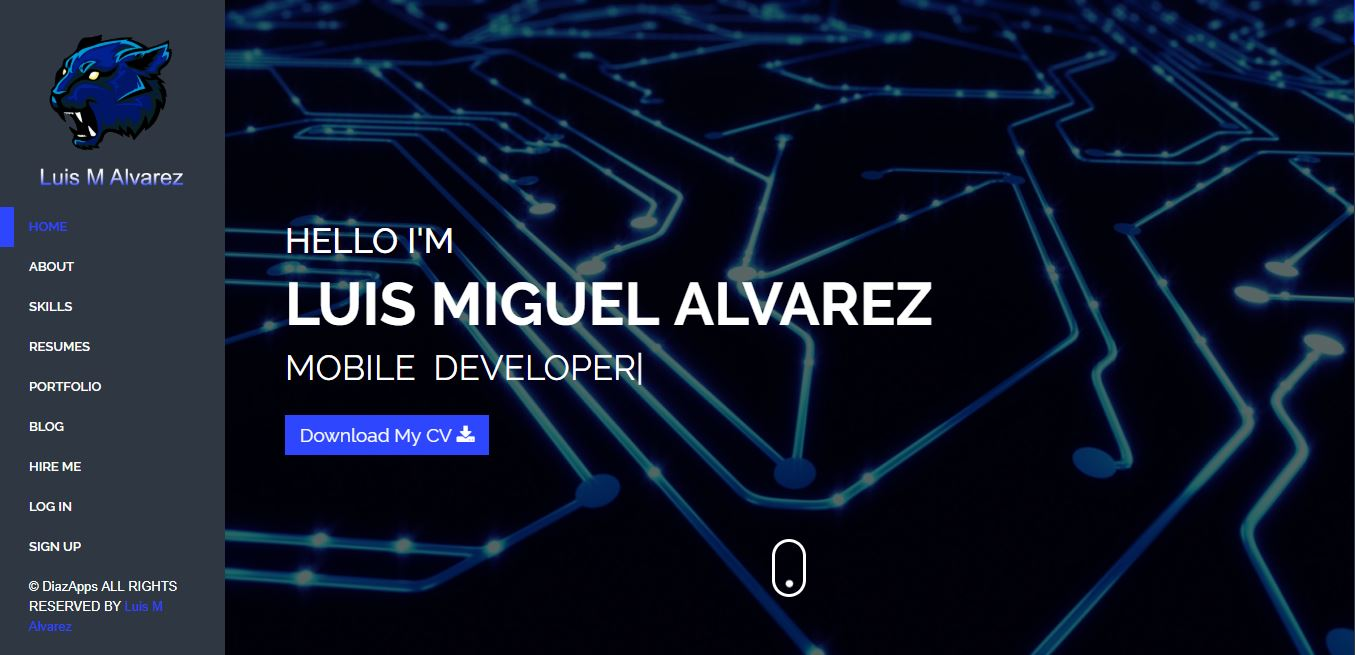 Luis M Alvarez
HOME
ABOUT
SKILLS
RESUMES
PORTFOLIO
BLOG
HIRE ME
LOG IN
SIGN UP
© DiazApps ALL RIGHTS
RESERVED BY Luis M
Alvarez
HELLO I'M
LUIS MIGUEL ALVAREZ
MOBILE DEVELOPER|
Download My CV